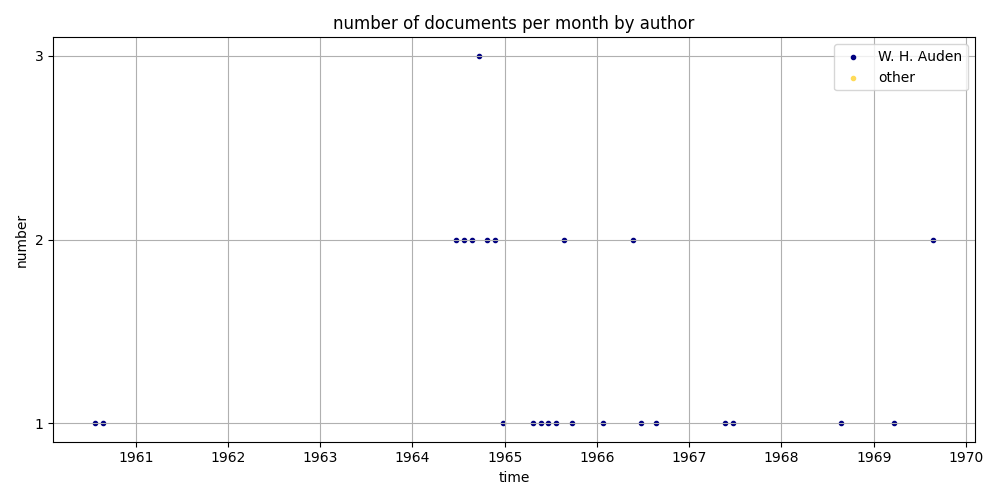 number of documents per month by author
W. H. Auden
other
number
3
2
1
1961 1962 1963 1964 1965 1966 1967 1968 1969 1970
time